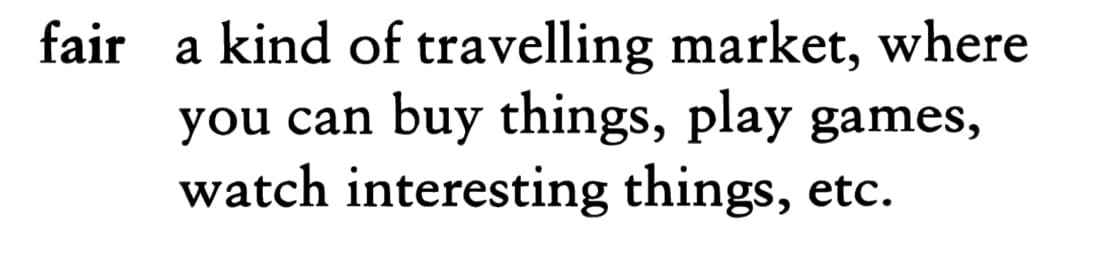 fair a kind of travelling market, where
you can buy things, play games,
watch interesting things, etc.